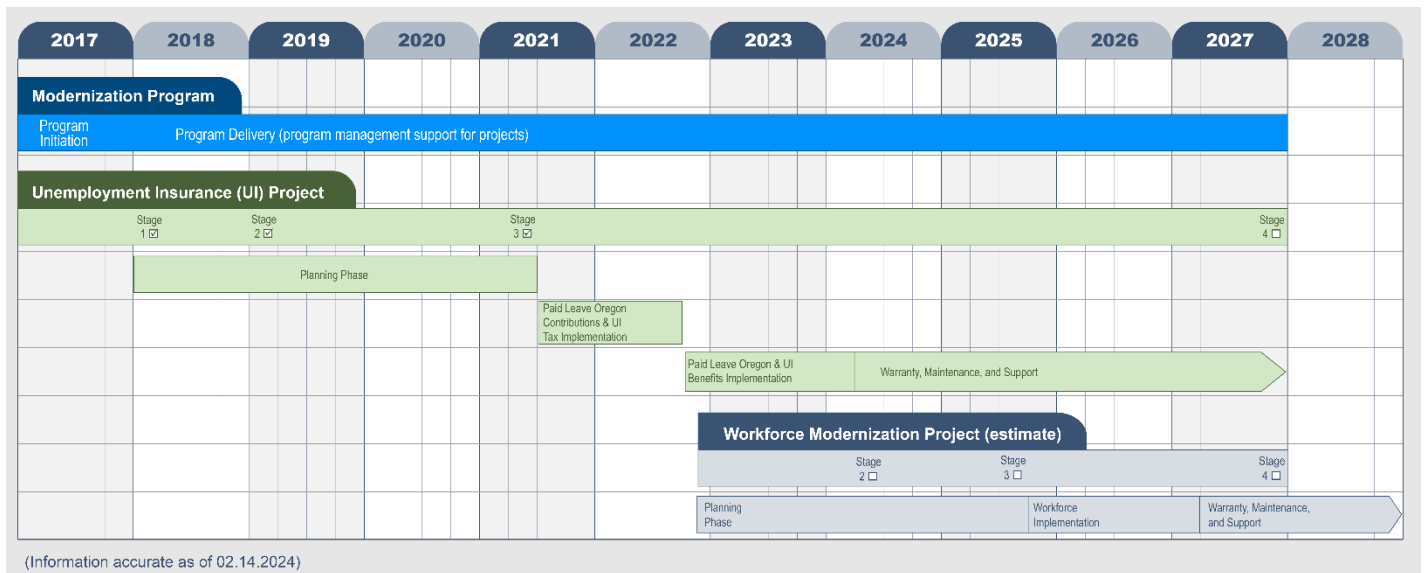 2017 2018 2019 2020 2021 2022 2023 2024 2025 2026 2027 2028
Modernization Program
Program
Initiation
Program Delivery (program management support for projects)
Unemployment Insurance (UI) Project
Stage
1 ☑
Stage
2 ☑
Stage
3 ☑
Stage
4 ☐
Planning Phase
Paid Leave Oregon
Contributions & UI
Tax Implementation
Paid Leave Oregon & UI
Benefits Implementation
Warranty, Maintenance, and Support
Workforce Modernization Project (estimate)
Stage
2 ☐
Stage
3 ☐
Stage
4 ☐
Planning
Phase
Workforce
Implementation
Warranty, Maintenance,
and Support
(Information accurate as of 02.14.2024)